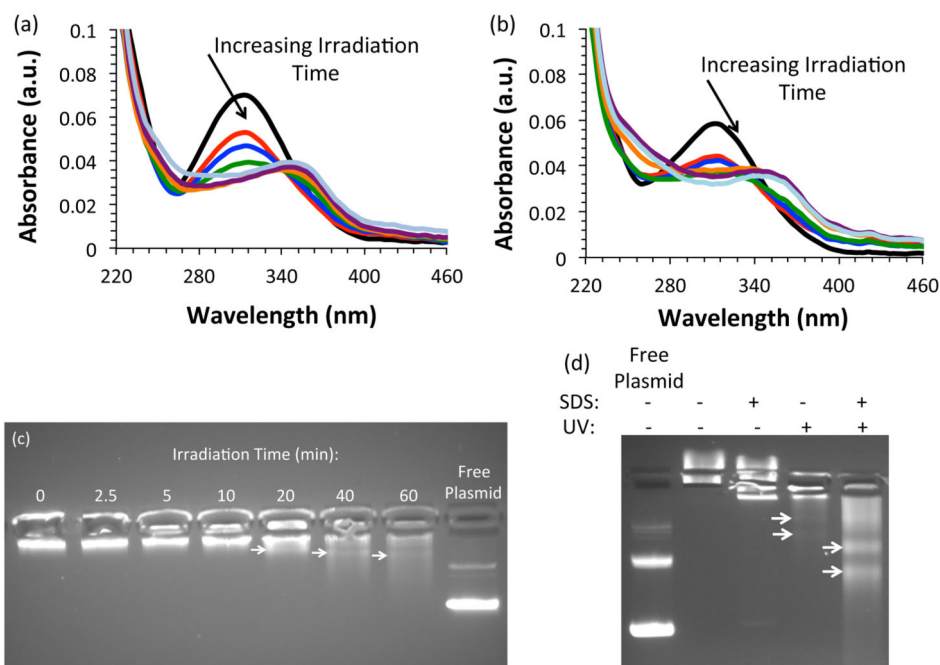 (a)
0.1
0.08
0.06
0.04
0.02
0
Absorbance (a.u.)
Increasing Irradiation
Time
220 280 340 400 460
Wavelength (nm)
(b)
0.1
0.08
0.06
0.04
0.02
0
Absorbance (a.u.)
Increasing Irradiation
Time
220 280 340 400 460
Wavelength (nm)
(c)
Irradiation Time (min):
0 2.5 5 10 20 40 60
Free
Plasmid
(d)
Free
Plasmid
SDS: - - + - +
UV: - - - + +